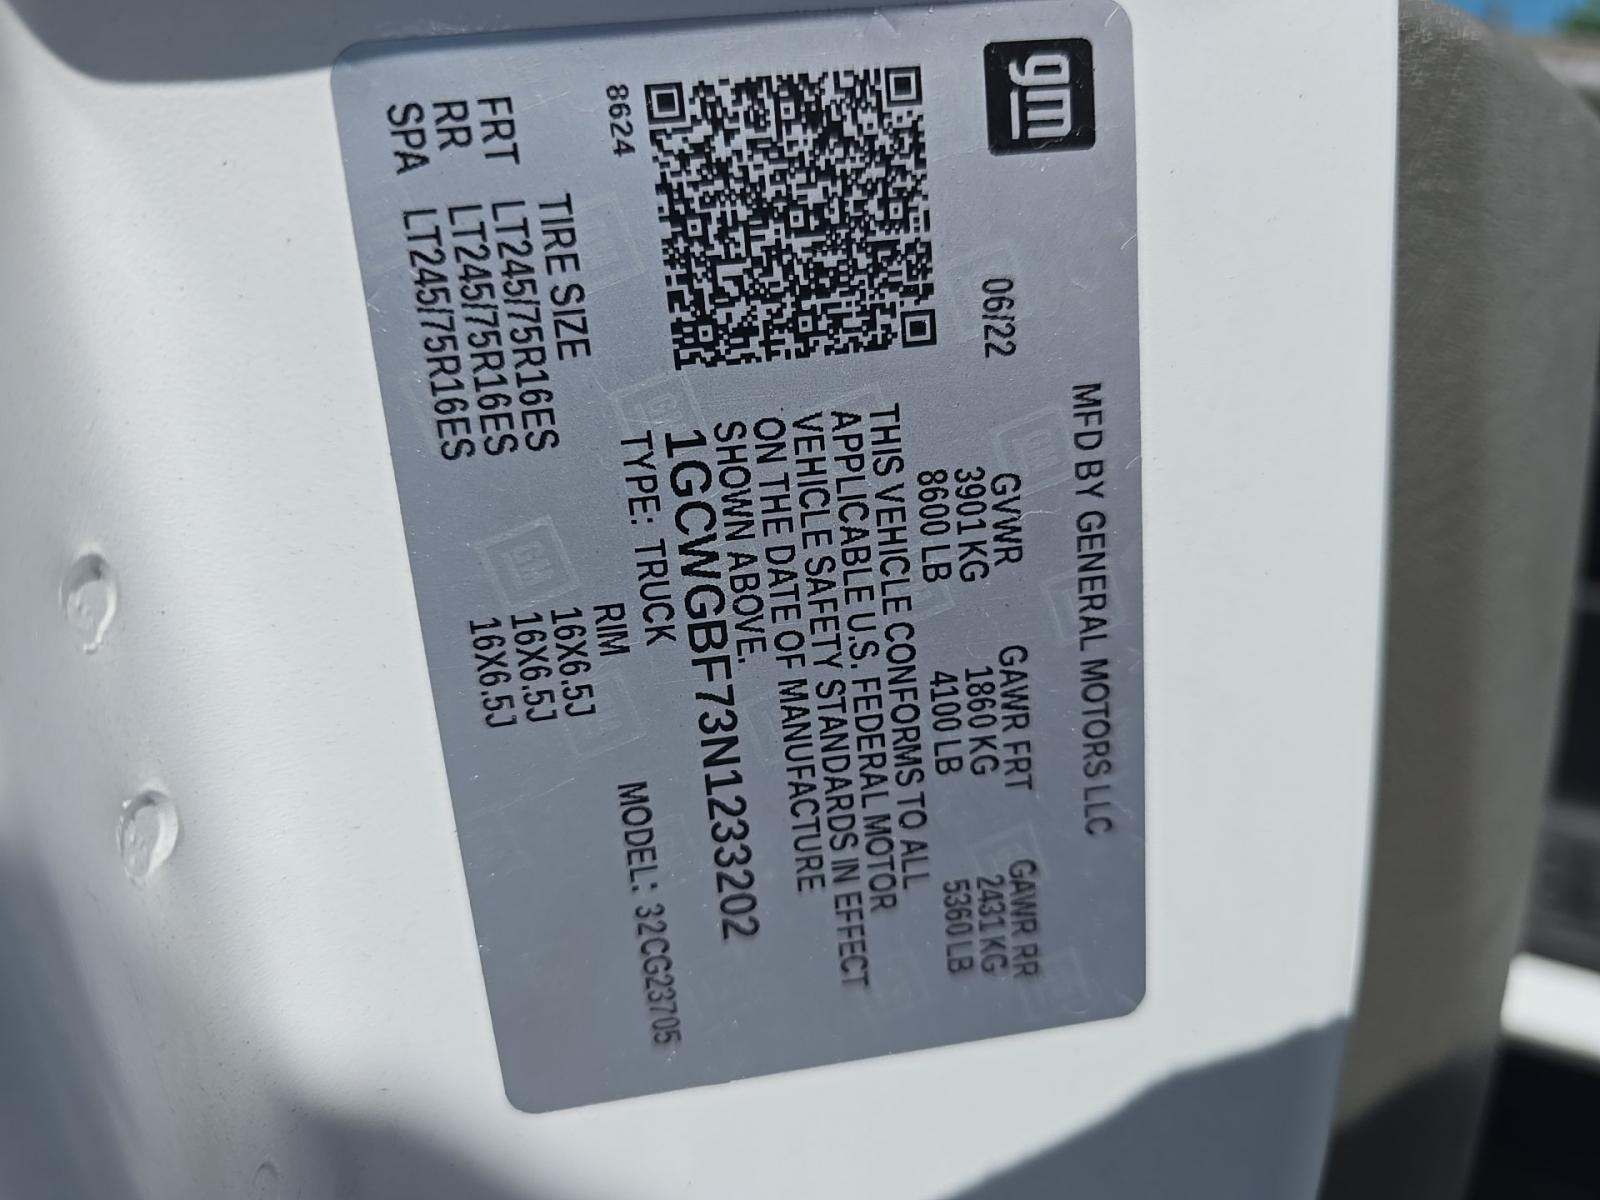 gm
MFD BY GENERAL MOTORS LLC
06/22
GVWR GAWR FRT GAWR RR
3901 KG 1860 KG 2431 KG
8600 LB 4100 LB 5360 LB
THIS VEHICLE CONFORMS TO ALL
APPLICABLE U.S. FEDERAL MOTOR
VEHICLE SAFETY STANDARDS IN EFFECT
ON THE DATE OF MANUFACTURE
SHOWN ABOVE.
1GCWGBF73N1233202
8624
TYPE: TRUCK MODEL: 32CG23705
TIRE SIZE RIM
FRT LT245/75R16ES 16X6.5J
RR LT245/75R16ES 16X6.5J
SPA LT245/75R16ES 16X6.5J